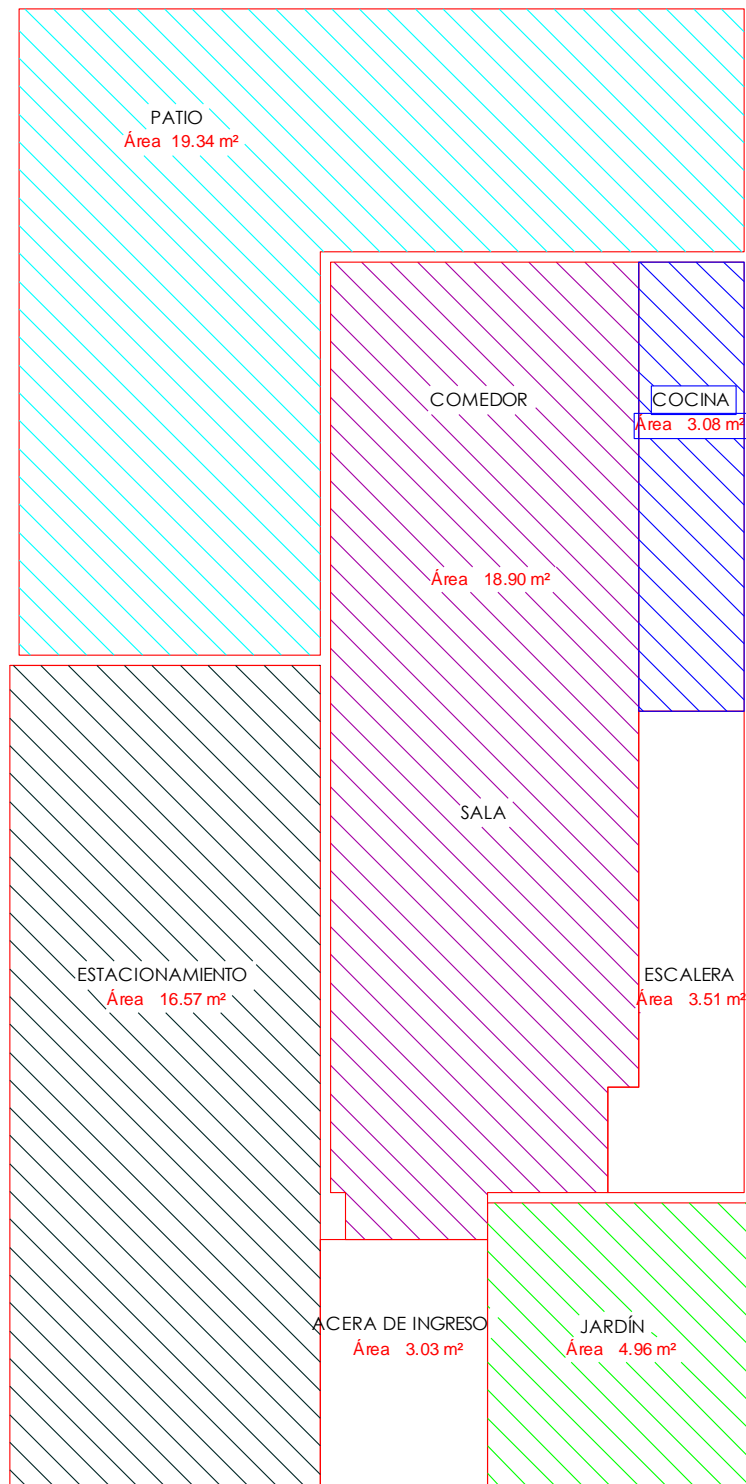 PATIO
Área 19.34 m²
COMEDOR
COCINA
Área 3.08 m²
Área 18.90 m²
SALA
ESTACIONAMIENTO
Área 16.57 m²
ESCALERA
Área 3.51 m²
ACERA DE INGRESO
Área 3.03 m²
JARDÍN
Área 4.96 m²